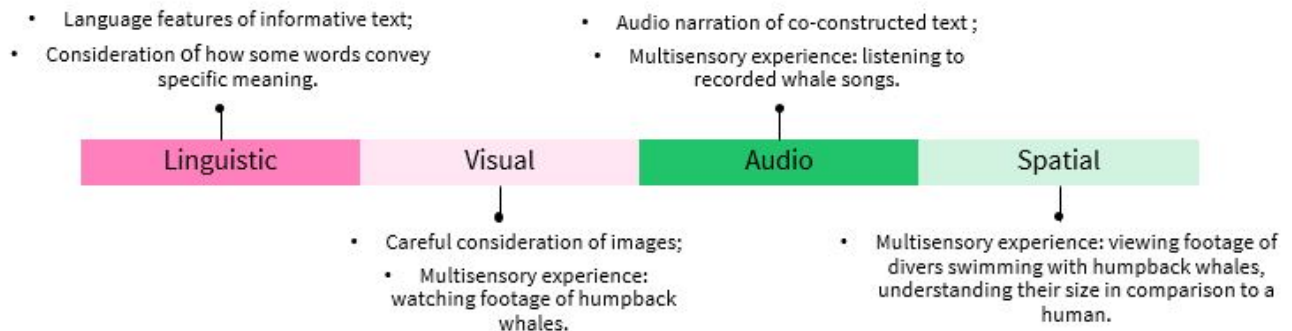 • Language features of informative text;
• Consideration of how some words convey
specific meaning.
• Audio narration of co-constructed text ;
• Multisensory experience: listening to
recorded whale songs.
Linguistic
Visual
Audio
Spatial
• Careful consideration of images;
• Multisensory experience:
watching footage of humpback
whales.
• Multisensory experience: viewing footage of
divers swimming with humpback whales,
understanding their size in comparison to a
human.